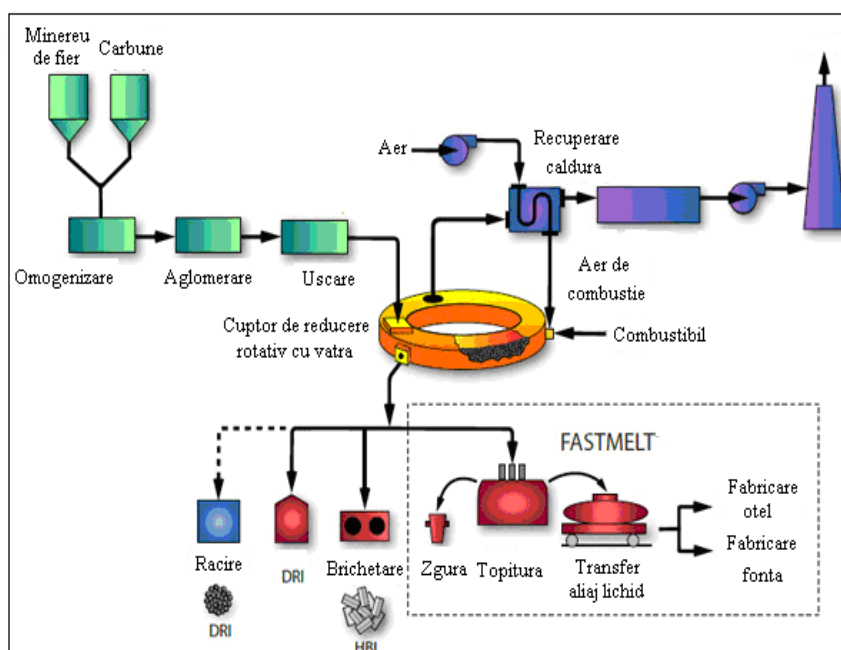 Minereu
de fier
Carbune
Aer
Recuperare
caldura
Omogenizare
Aglomerare
Uscare
Aer de
combustie
Cuptor de reducere
rotativ cu vatra
Combustibil
FASTMELT
Racire
DRI
DRI
Brichetare
HBI
Zgura
Topitura
Transfer
aliaj lichid
Fabricare
otel
Fabricare
fonta